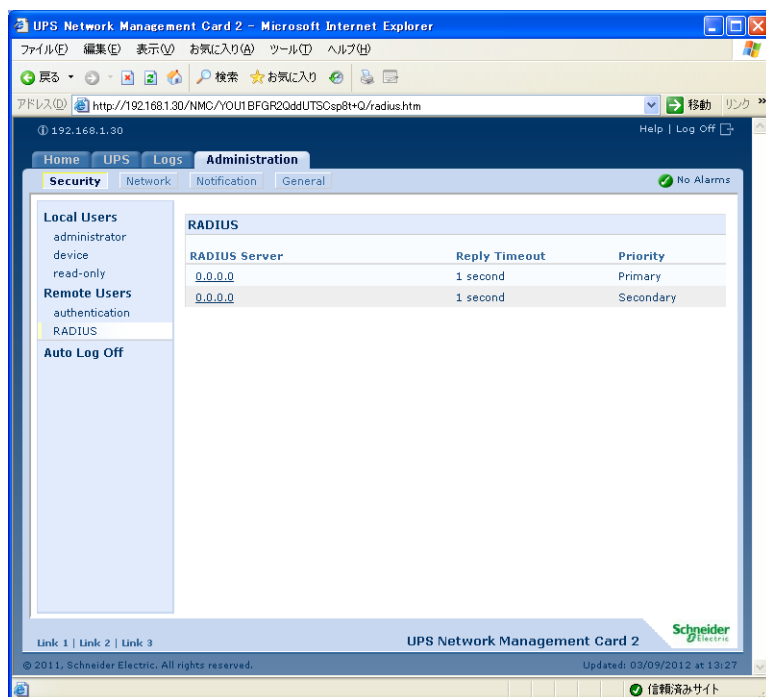 UPS Network Management Card 2 - Microsoft Internet Explorer
ファイル(F) 編集(E) 表示(V) お気に入り(A) ツール(T) ヘルプ(H)
戻る 検索 お気に入り
アドレス(D) http://192.168.1.30/NMC/YOU1BFGR2QddUTSCsp8t+Q/radius.htm 移動 リンク »
192.168.1.30 Help | Log Off
Home UPS Logs Administration
Security Network Notification General No Alarms
Local Users
administrator
device
read-only
Remote Users
authentication
RADIUS
Auto Log Off
RADIUS
RADIUS Server Reply Timeout Priority
0.0.0.0 1 second Primary
0.0.0.0 1 second Secondary
Link 1 | Link 2 | Link 3 UPS Network Management Card 2 Schneider Electric
© 2011, Schneider Electric. All rights reserved. Updated: 03/09/2012 at 13:27
信頼済みサイト